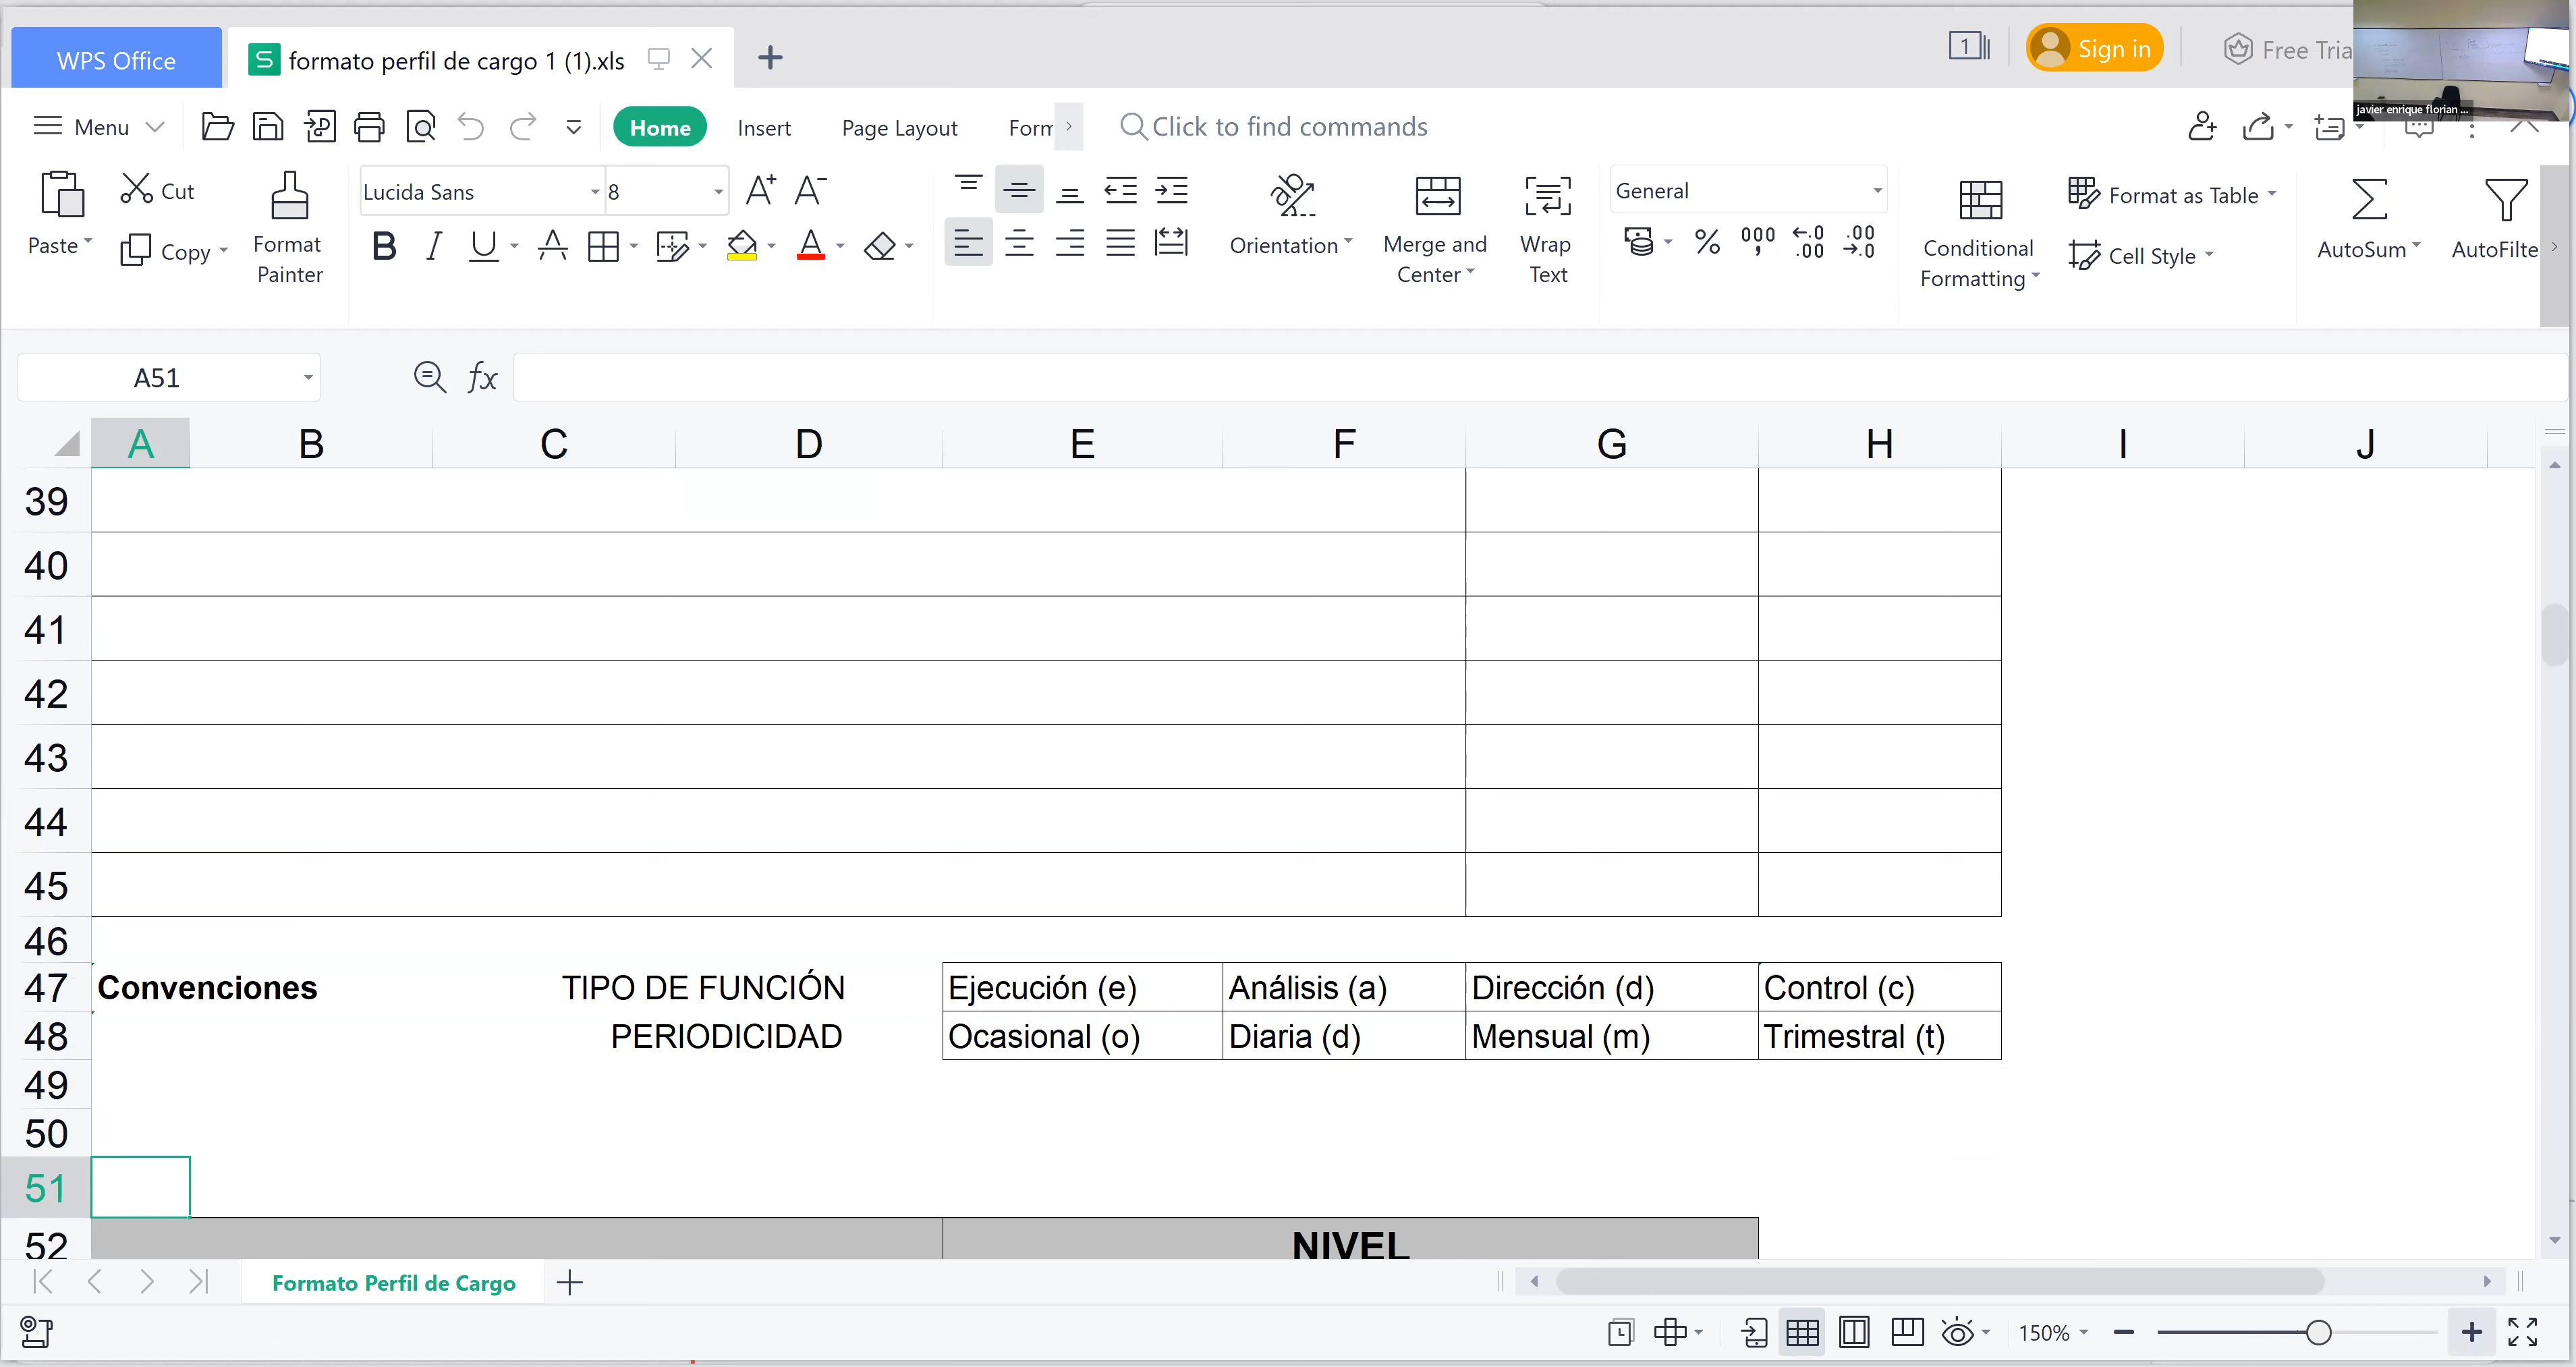 WPS Office
formato perfil de cargo 1 (1).xls
1
Sign in
Free Tria
javier enrique florian ...
Menu
Home
Insert
Page Layout
Form
Click to find commands
Paste
Cut
Copy
Format
Painter
Lucida Sans
8
Orientation
Merge and
Center
Wrap
Text
General
Conditional
Formatting
Format as Table
Cell Style
AutoSum
AutoFilte
A51
fx
A B C D E F G H I J
39
40
41
42
43
44
45
46
47 Convenciones TIPO DE FUNCIÓN Ejecución (e) Análisis (a) Dirección (d) Control (c)
48 PERIODICIDAD Ocasional (o) Diaria (d) Mensual (m) Trimestral (t)
49
50
51
52 NIVEL
Formato Perfil de Cargo
150%